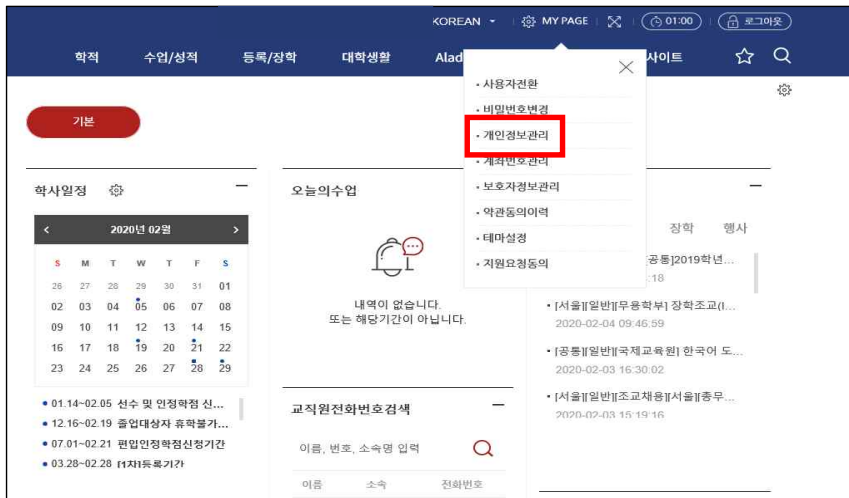 KOREAN MY PAGE 01:00 로그아웃
학적 수업/성적 등록/장학 대학생활 Alad 사이트
기본
· 사용자전환
· 비밀번호변경
· 개인정보관리
· 계좌번호관리
· 보호자정보관리
· 약관동의이력
· 테마설정
· 지원요청동의
학사일정
< 2020년 02월 >
S M T W T F S
26 27 28 29 30 31 01
02 03 04 05 06 07 08
09 10 11 12 13 14 15
16 17 18 19 20 21 22
23 24 25 26 27 28 29
• 01.14~02.05 선수 및 인정학점 신...
• 12.16~02.19 졸업대상자 휴학불가...
• 07.01~02.21 편입인정학점신청기간
• 03.28~02.28 [1차]등록기간
오늘의수업
내역이 없습니다.
또는 해당기간이 아닙니다.
교직원전화번호검색
이름, 번호, 소속명 입력
이름 소속 전화번호
장학 행사
공통]2019학년...
:18
• [서울][일반][무용학부] 장학조교(I...
2020-02-04 09:46:59
• [공통][일반][국제교육원] 한국어 도...
2020-02-03 16:30:02
• [서울][일반][조교채용][서울][총무...
2020-02-03 15:19:16